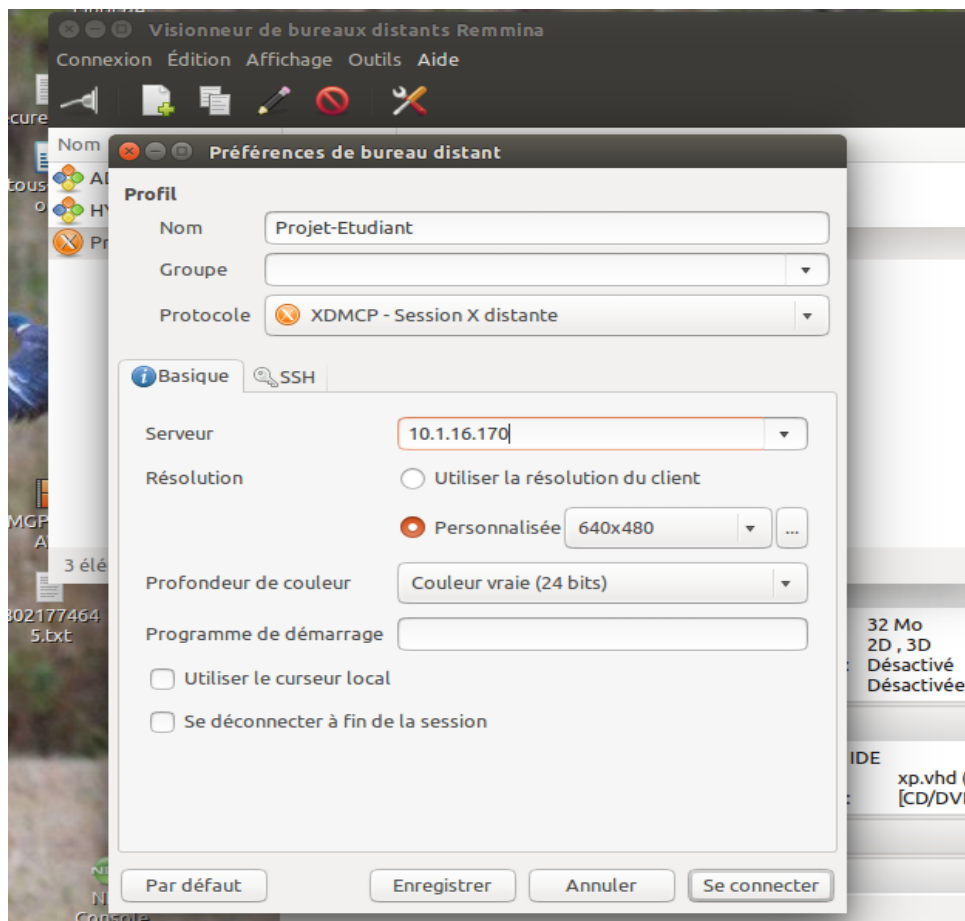 Visionneur de bureaux distants Remmina
Connexion Édition Affichage Outils Aide
Nom
Préférences de bureau distant
Profil
Nom Projet-Etudiant
Groupe
Protocole XDMCP - Session X distante
Basique SSH
Serveur 10.1.16.170
Résolution Utiliser la résolution du client
Personnalisée 640x480 ...
3 élé
Profondeur de couleur Couleur vraie (24 bits)
5.txt
Programme de démarrage
32 Mo
2D , 3D
Désactivé
Désactivée
Utiliser le curseur local
Se déconnecter à fin de la session
IDE
xp.vhd (
[CD/DV
Par défaut Enregistrer Annuler Se connecter
Console